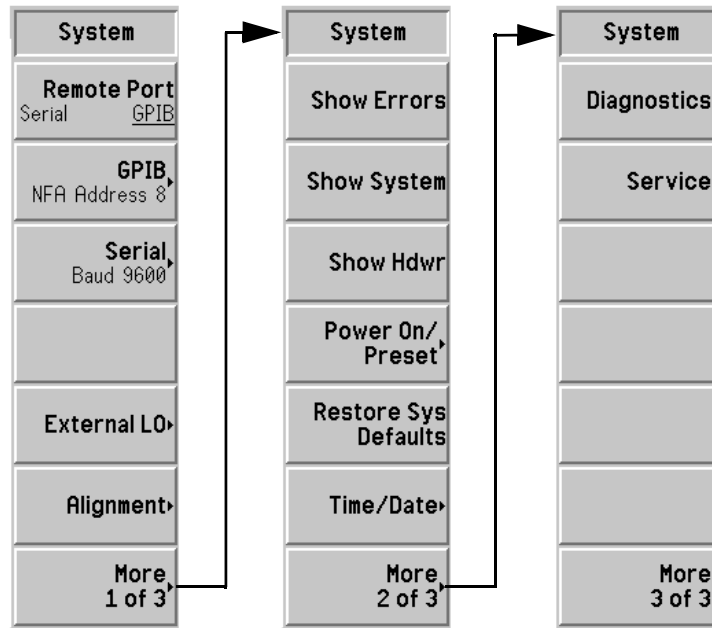 System
Remote Port
Serial GPIB
GPIB
NFA Address 8
Serial
Baud 9600
External LO
Alignment
More
1 of 3
System
Show Errors
Show System
Show Hdwr
Power On/
Preset
Restore Sys
Defaults
Time/Date
More
2 of 3
System
Diagnostics
Service
More
3 of 3